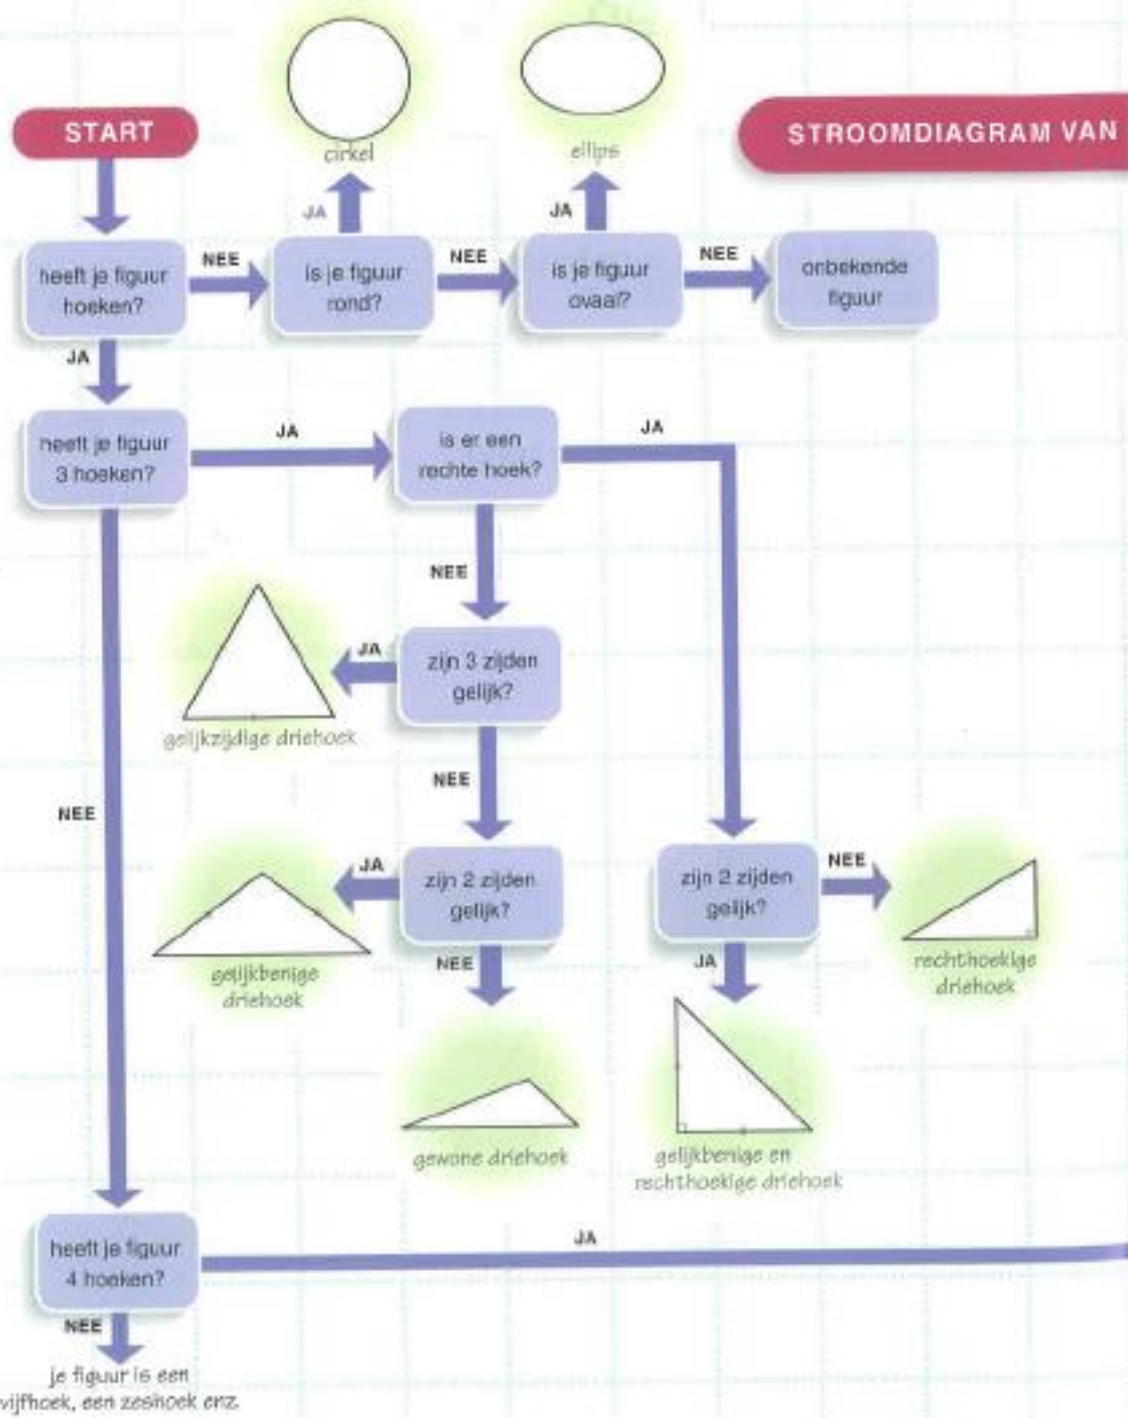 cirkel
ellips
START
STROOMDIAGRAM VAN
JA
JA
heeft je figuur
hoeken?
NEE
is je figuur
rond?
NEE
is je figuur
ovaal?
NEE
onbekende
figuur
JA
heeft je figuur
3 hoeken?
JA
is er een
rechte hoek?
JA
NEE
zijn 3 zijden
gelijk?
JA
gelijkzijdige driehoek
NEE
NEE
zijn 2 zijden
gelijk?
JA
gelijkbenige
driehoek
zijn 2 zijden
gelijk?
NEE
rechthoekige
driehoek
NEE
JA
gewone driehoek
gelijkbenige en
rechthoekige driehoek
heeft je figuur
4 hoeken?
JA
NEE
je figuur is een
vijfhoek, een zeshoek enz.